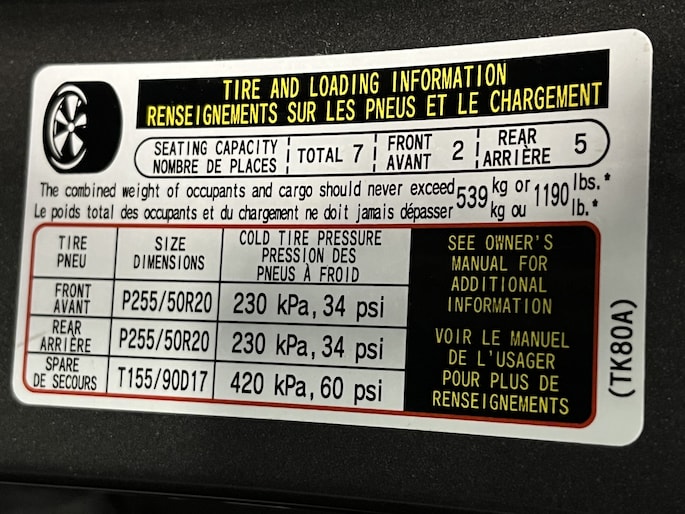 TIRE AND LOADING INFORMATION
RENSEIGNEMENTS SUR LES PNEUS ET LE CHARGEMENT
SEATING CAPACITY
NOMBRE DE PLACES
TOTAL 7
FRONT
AVANT
2
REAR
ARRIÈRE
5
The combined weight of occupants and cargo should never exceed 539 kg or 1190 lbs.*
Le poids total des occupants et du chargement ne doit jamais dépasser kg ou lb.*
TIRE
PNEU
SIZE
DIMENSIONS
COLD TIRE PRESSURE
PRESSION DES
PNEUS À FROID
FRONT
AVANT
P255/50R20
230 kPa, 34 psi
REAR
ARRIÈRE
P255/50R20
230 kPa, 34 psi
SPARE
DE SECOURS
T155/90D17
420 kPa, 60 psi
SEE OWNER'S
MANUAL FOR
ADDITIONAL
INFORMATION
VOIR LE MANUEL
DE L'USAGER
POUR PLUS DE
RENSEIGNEMENTS
(TK80A)